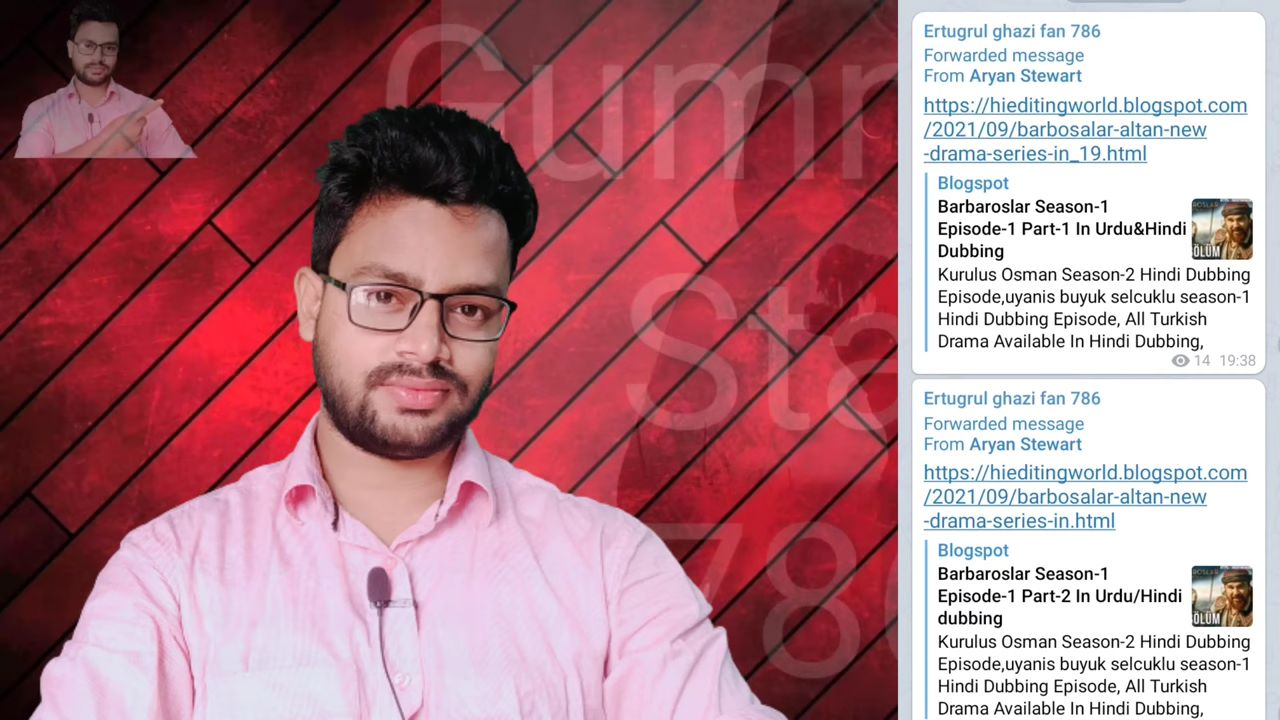 Gumn
Sta
786
Ertugrul ghazi fan 786
Forwarded message
From Aryan Stewart
https://hieditingworld.blogspot.com
/2021/09/barbosalar-altan-new
-drama-series-in_19.html
Blogspot
Barbaroslar Season-1
Episode-1 Part-1 In Urdu&Hindi
Dubbing
Kurulus Osman Season-2 Hindi Dubbing
Episode,uyanis buyuk selcuklu season-1
Hindi Dubbing Episode, All Turkish
Drama Available In Hindi Dubbing,
14 19:38
Ertugrul ghazi fan 786
Forwarded message
From Aryan Stewart
https://hieditingworld.blogspot.com
/2021/09/barbosalar-altan-new
-drama-series-in.html
Blogspot
Barbaroslar Season-1
Episode-1 Part-2 In Urdu/Hindi
dubbing
Kurulus Osman Season-2 Hindi Dubbing
Episode,uyanis buyuk selcuklu season-1
Hindi Dubbing Episode, All Turkish
Drama Available In Hindi Dubbing,